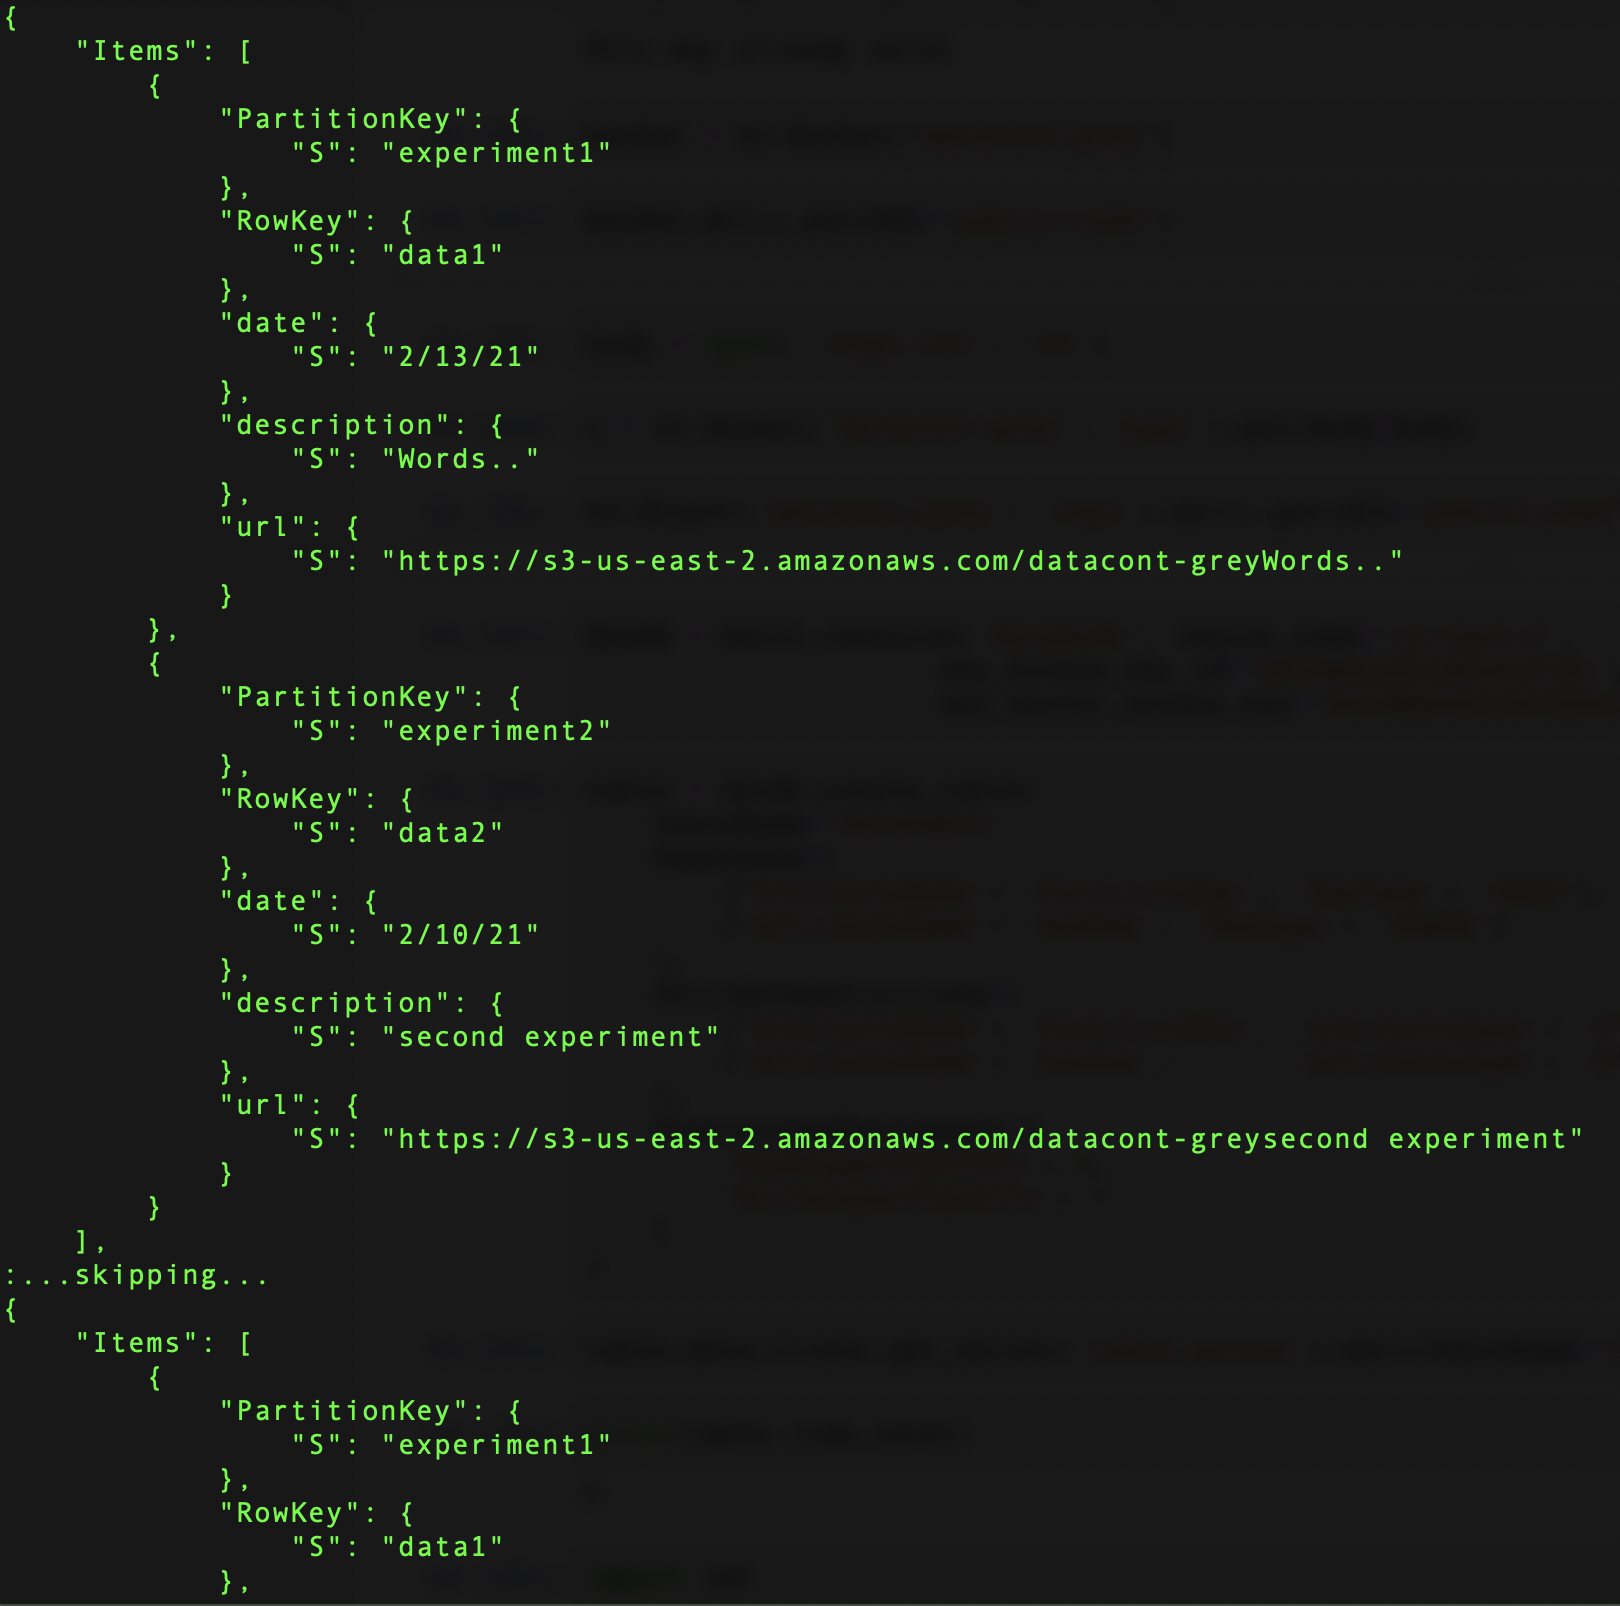 {
"Items": [
{
"PartitionKey": {
"S": "experiment1"
},
"RowKey": {
"S": "data1"
},
"date": {
"S": "2/13/21"
},
"description": {
"S": "Words.."
},
"url": {
"S": "https://s3-us-east-2.amazonaws.com/datacont-greyWords.."
}
},
{
"PartitionKey": {
"S": "experiment2"
},
"RowKey": {
"S": "data2"
},
"date": {
"S": "2/10/21"
},
"description": {
"S": "second experiment"
},
"url": {
"S": "https://s3-us-east-2.amazonaws.com/datacont-greysecond experiment"
}
}
],
:...skipping...
{
"Items": [
{
"PartitionKey": {
"S": "experiment1"
},
"RowKey": {
"S": "data1"
},